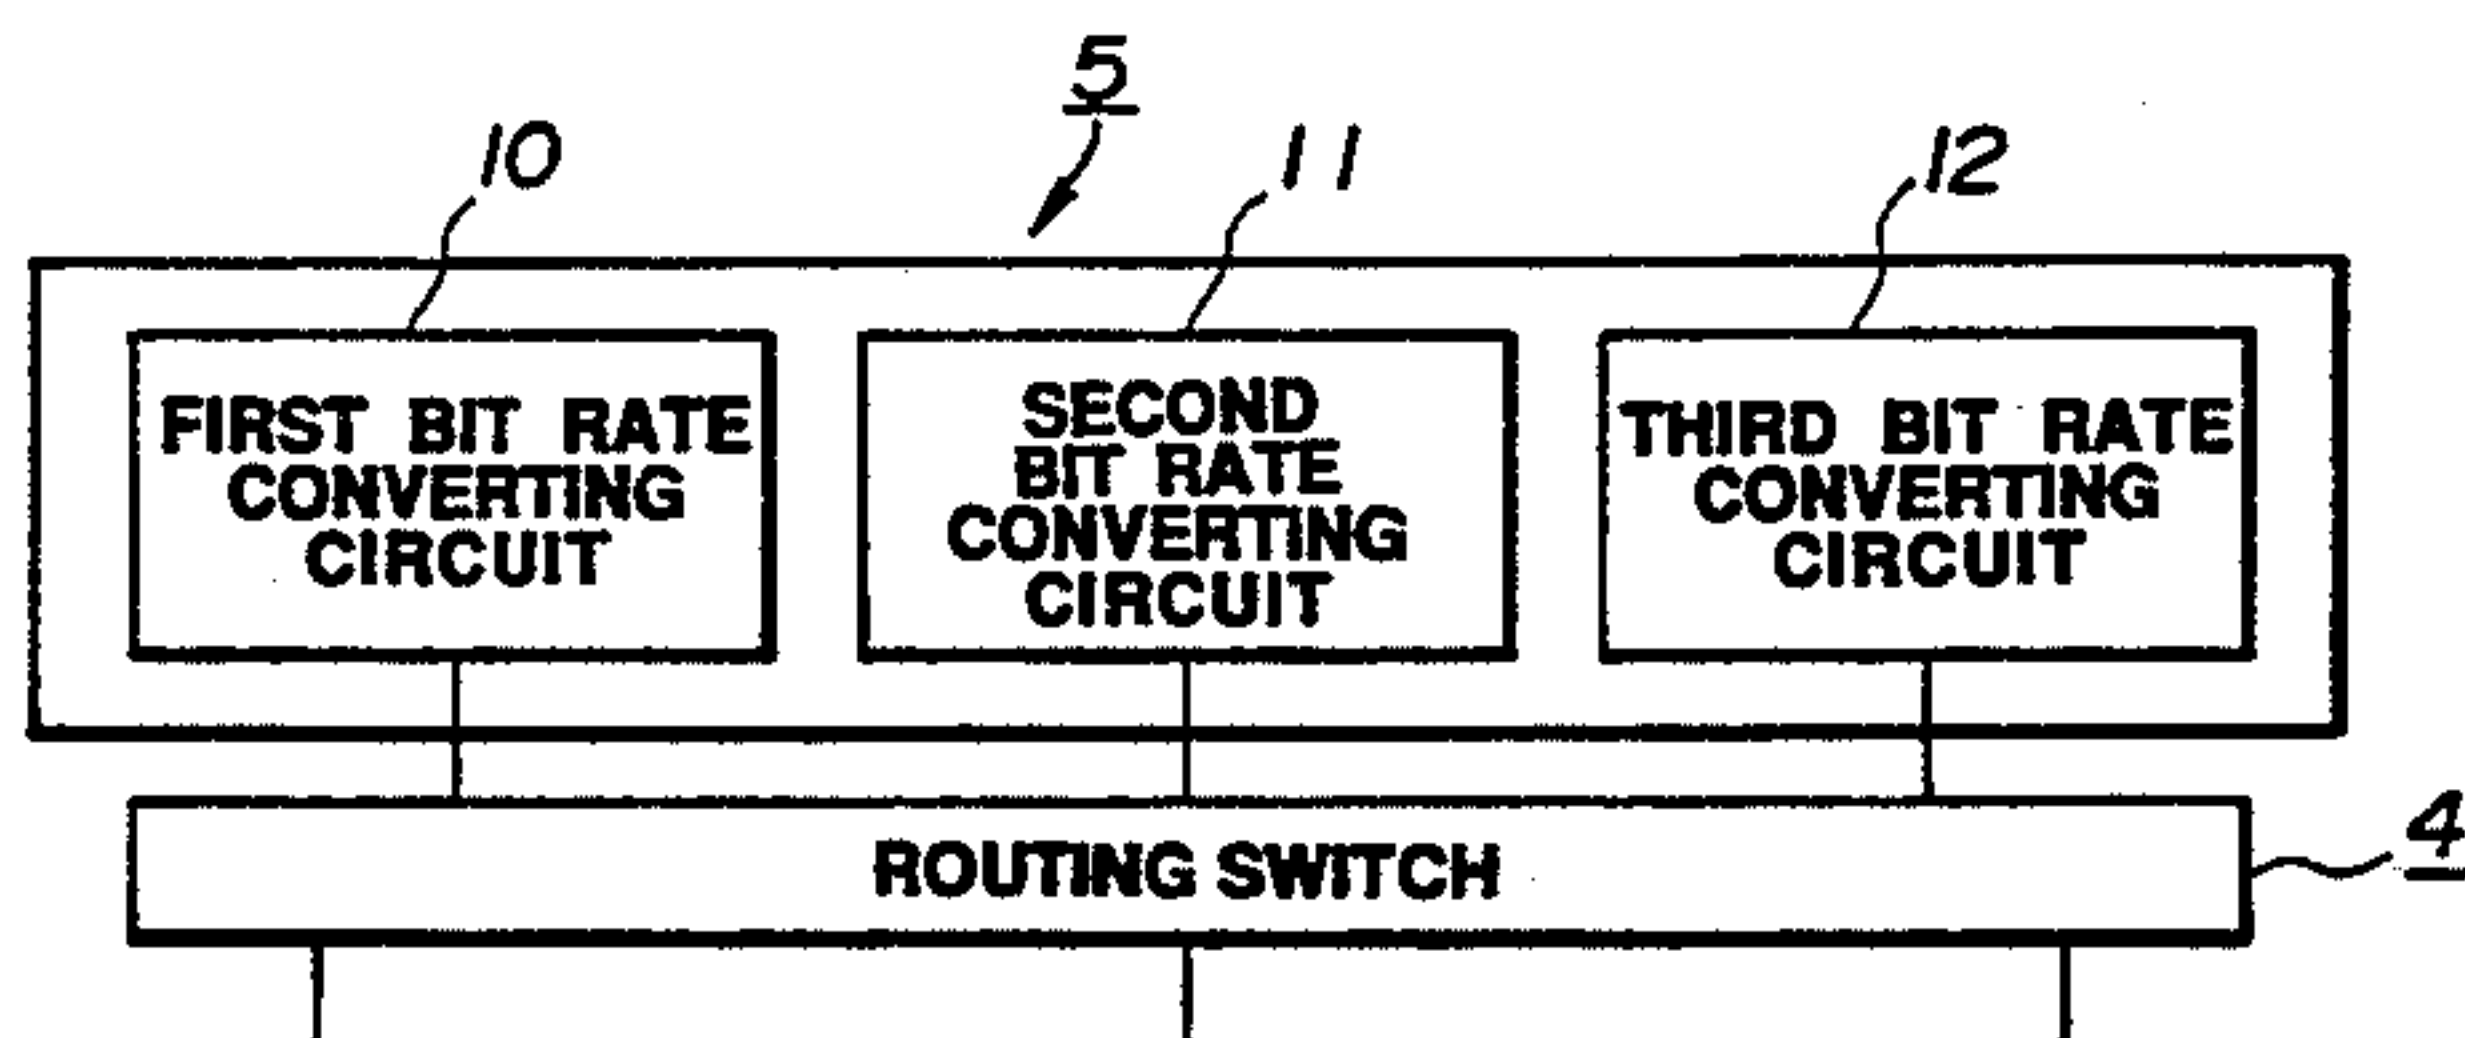 5
10
11
12
FIRST BIT RATE
CONVERTING
CIRCUIT
SECOND
BIT RATE
CONVERTING
CIRCUIT
THIRD BIT RATE
CONVERTING
CIRCUIT
ROUTING SWITCH
4